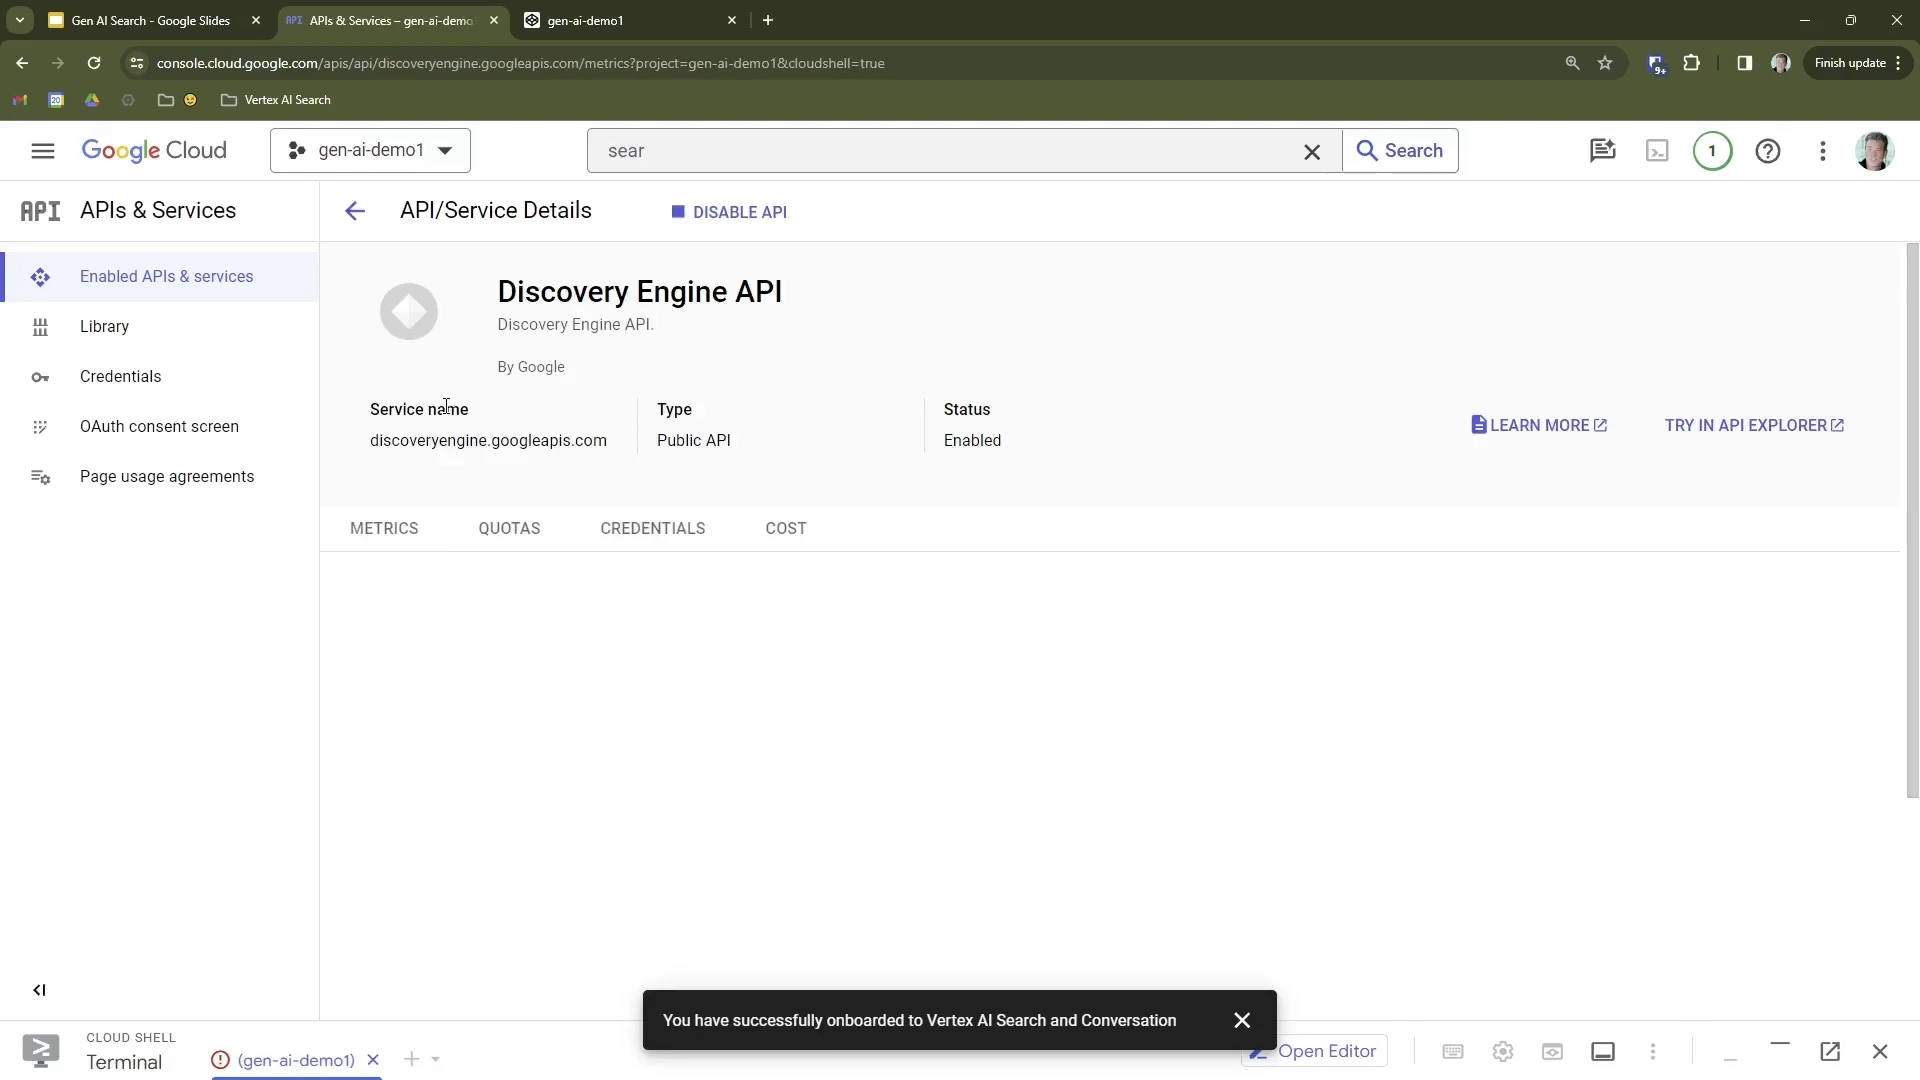 Gen AI Search - Google Slides
API APIs & Services – gen-ai-demo
gen-ai-demo1
console.cloud.google.com/apis/api/discoveryengine.googleapis.com/metrics?project=gen-ai-demo1&cloudshell=true
9+
Finish update
20
Vertex AI Search
Google Cloud
gen-ai-demo1
sear
Search
1
API APIs & Services
API/Service Details
DISABLE API
Enabled APIs & services
Library
Credentials
OAuth consent screen
Page usage agreements
Discovery Engine API
Discovery Engine API.
By Google
Service name
discoveryengine.googleapis.com
Type
Public API
Status
Enabled
LEARN MORE
TRY IN API EXPLORER
METRICS
QUOTAS
CREDENTIALS
COST
You have successfully onboarded to Vertex AI Search and Conversation
CLOUD SHELL
Terminal
(gen-ai-demo1)
Open Editor